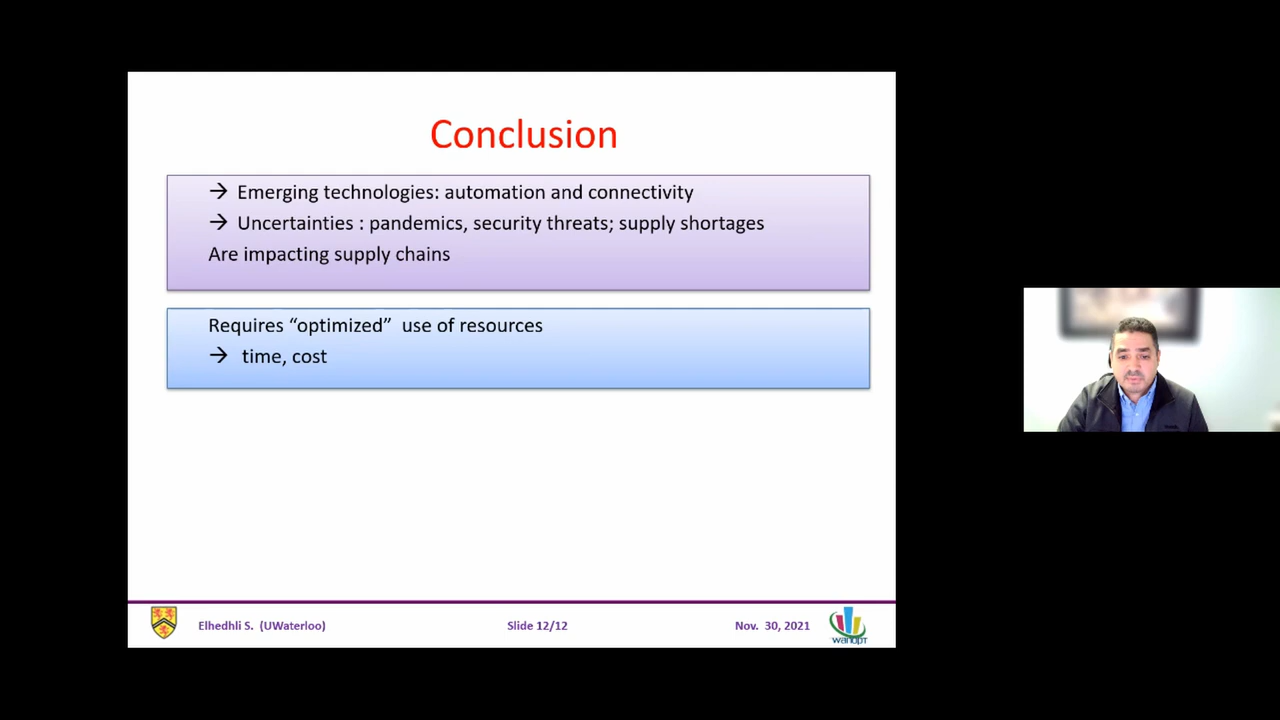 Conclusion
→ Emerging technologies: automation and connectivity
→ Uncertainties : pandemics, security threats; supply shortages
Are impacting supply chains
Requires “optimized” use of resources
→ time, cost
Elhedhli S. (UWaterloo)
Slide 12/12
Nov. 30, 2021
wanopt